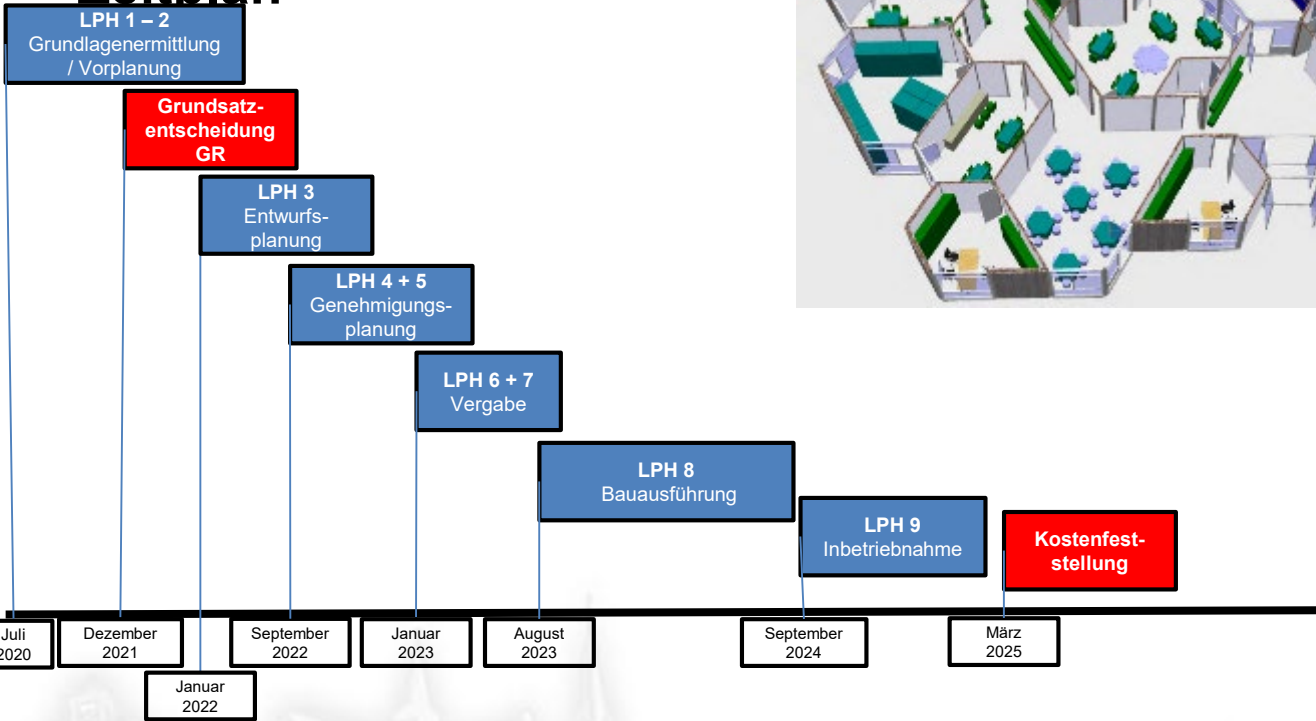 LPH 1 – 2
Grundlagenermittlung
/ Vorplanung
Grundsatz-
entscheidung
GR
LPH 3
Entwurfs-
planung
LPH 4 + 5
Genehmigungs-
planung
LPH 6 + 7
Vergabe
LPH 8
Bauausführung
LPH 9
Inbetriebnahme
Kostenfest-
stellung
Juli
2020
Dezember
2021
Januar
2022
September
2022
Januar
2023
August
2023
September
2024
März
2025